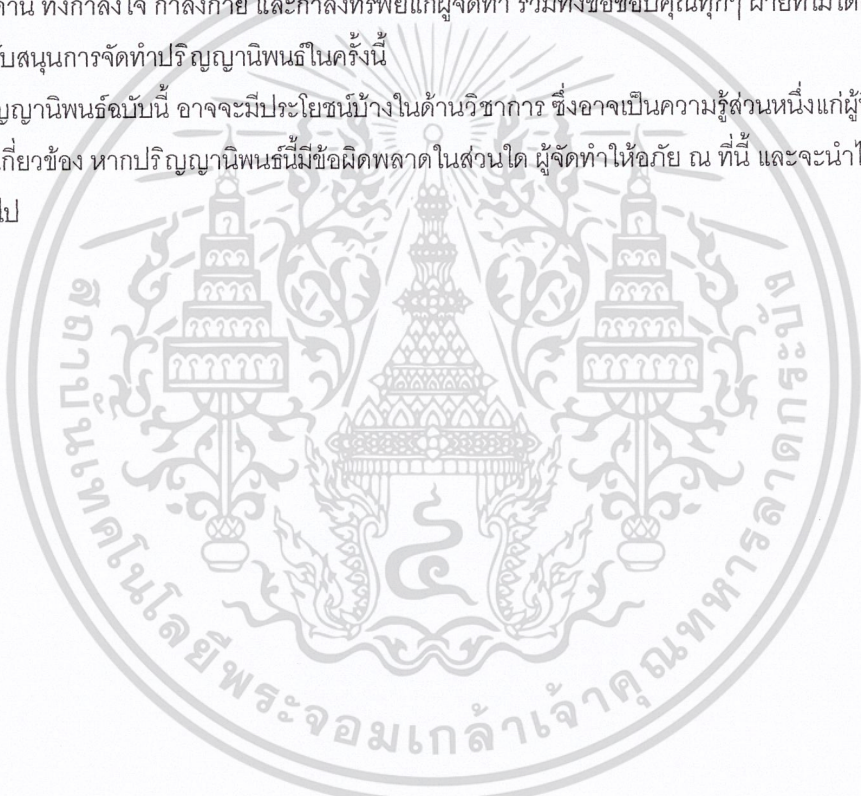 ทั้งกำลังใจ กำลังกาย และกำลังทรัพย์แก่ผู้จัดทำ รวมทั้งขอขอบคุณทุกๆ ฝ่ายที่ไม่ได้
บสนุนการจัดทำปริญญานิพนธ์ในครั้งนี้
ญญานิพนธ์ฉบับนี้ อาจจะมีประโยชน์บ้างในด้านวิชาการ ซึ่งอาจเป็นความรู้ส่วนหนึ่งแก่ผู้
เกี่ยวข้อง หากปริญญานิพนธ์นี้มีข้อผิดพลาดในส่วนใด ผู้จัดทำให้อภัย ณ ที่นี้ และจะนำไ
ไป
สถาบันเทคโนโลยีพระจอมเกล้าเจ้าคุณทหารลาดกระบัง